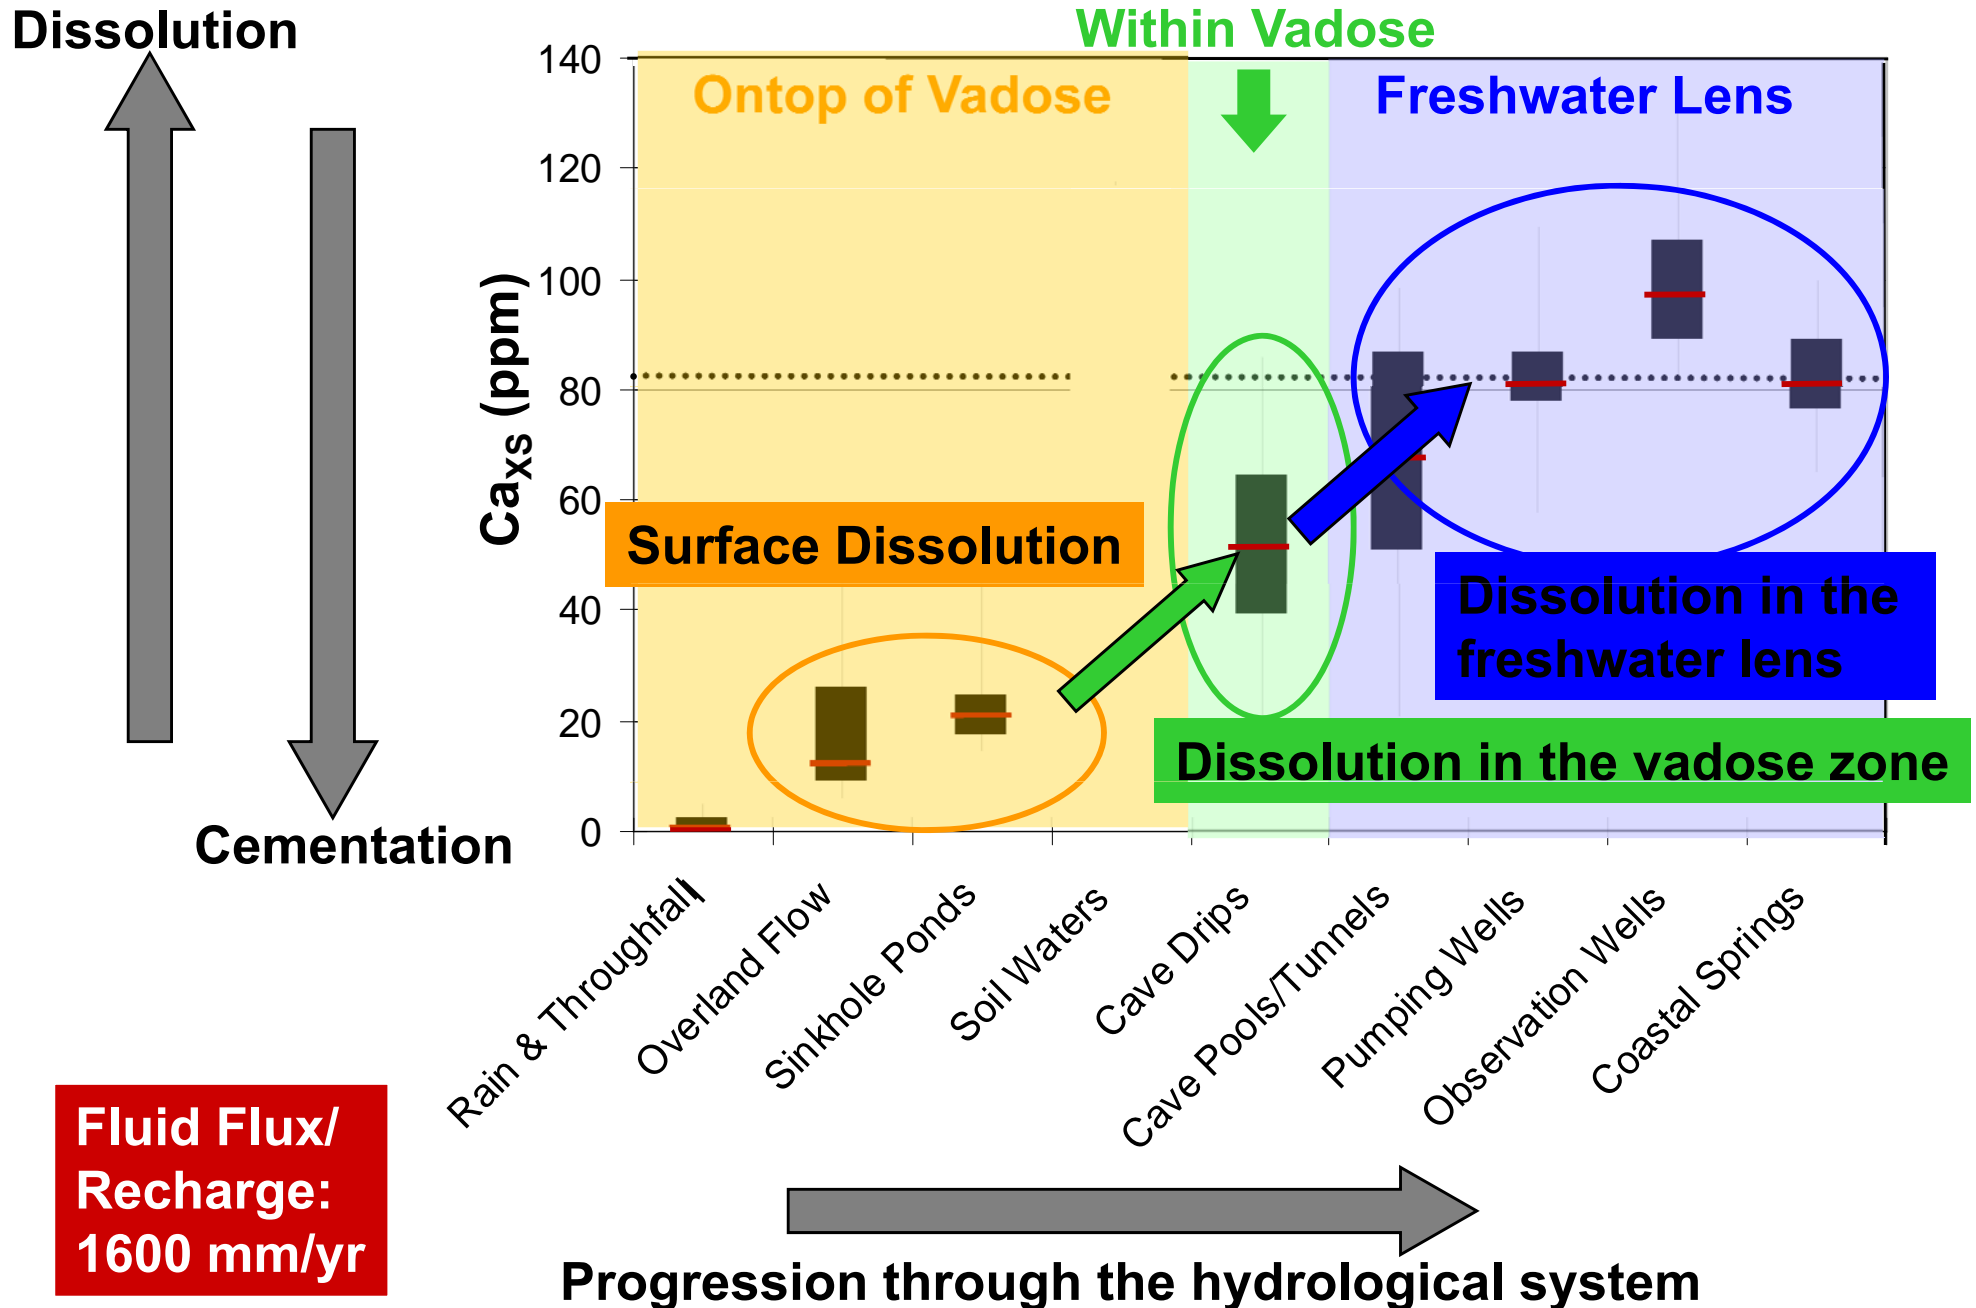 Dissolution
Within Vadose
Ontop of Vadose
Freshwater Lens
140
120
100
80
60
40
20
0
Caxs (ppm)
Surface Dissolution
Dissolution in the
freshwater lens
Dissolution in the vadose zone
Cementation
Rain & Throughfall
Overland Flow
Sinkhole Ponds
Soil Waters
Cave Drips
Cave Pools/Tunnels
Pumping Wells
Observation Wells
Coastal Springs
Fluid Flux/
Recharge:
1600 mm/yr
Progression through the hydrological system